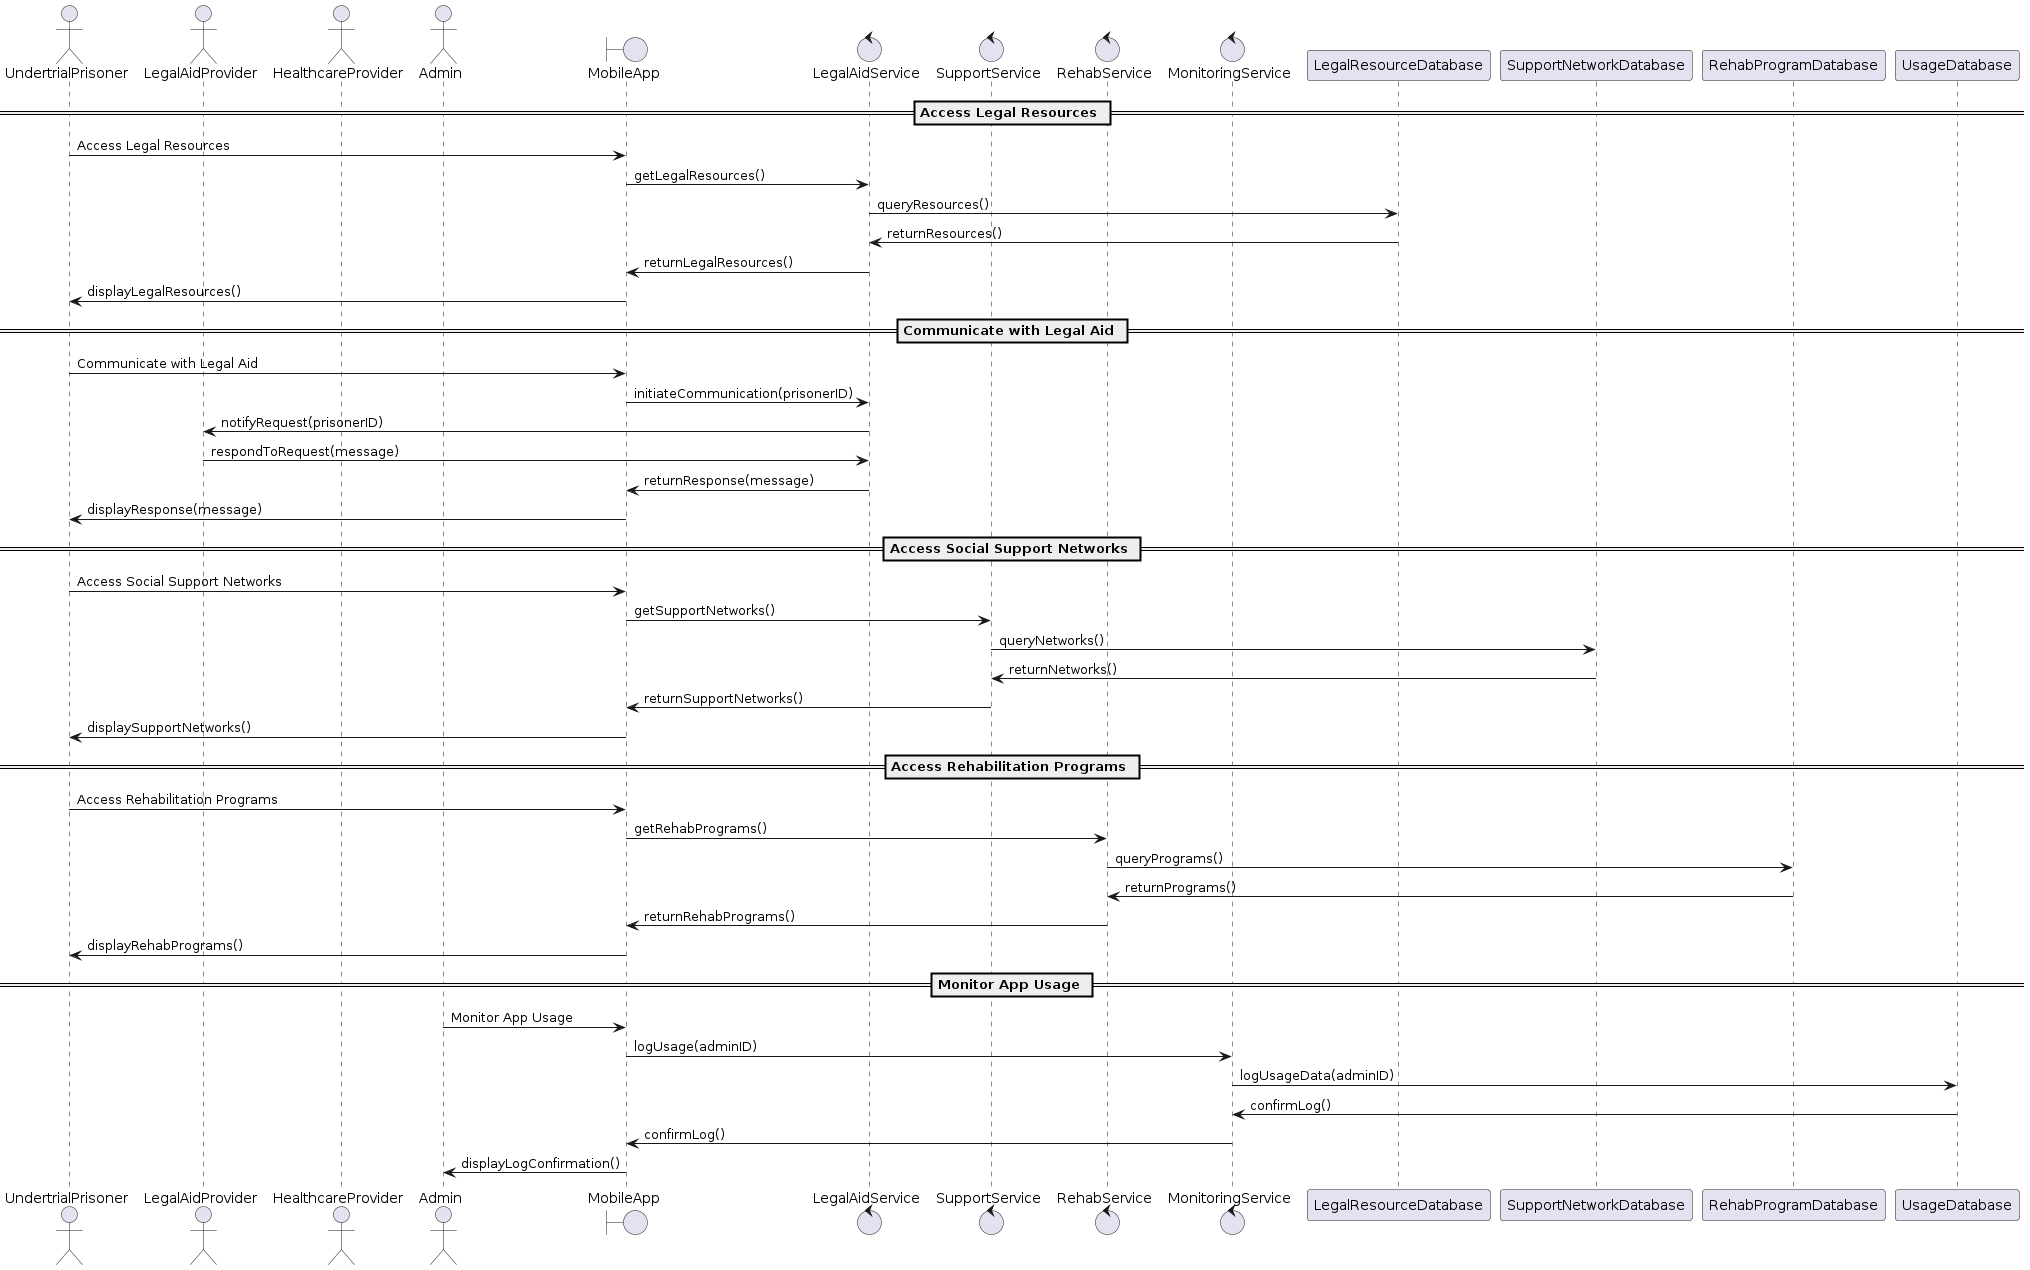 UndertrialPrisoner LegalAidProvider HealthcareProvider Admin MobileApp LegalAidService SupportService RehabService MonitoringService LegalResourceDatabase SupportNetworkDatabase RehabProgramDatabase UsageDatabase
Access Legal Resources
Access Legal Resources
getLegalResources()
queryResources()
returnResources()
returnLegalResources()
displayLegalResources()
Communicate with Legal Aid
Communicate with Legal Aid
initiateCommunication(prisonerID)
notifyRequest(prisonerID)
respondToRequest(message)
returnResponse(message)
displayResponse(message)
Access Social Support Networks
Access Social Support Networks
getSupportNetworks()
queryNetworks()
returnNetworks()
returnSupportNetworks()
displaySupportNetworks()
Access Rehabilitation Programs
Access Rehabilitation Programs
getRehabPrograms()
queryPrograms()
returnPrograms()
returnRehabPrograms()
displayRehabPrograms()
Monitor App Usage
Monitor App Usage
logUsage(adminID)
logUsageData(adminID)
confirmLog()
confirmLog()
displayLogConfirmation()
UndertrialPrisoner LegalAidProvider HealthcareProvider Admin MobileApp LegalAidService SupportService RehabService MonitoringService LegalResourceDatabase SupportNetworkDatabase RehabProgramDatabase UsageDatabase